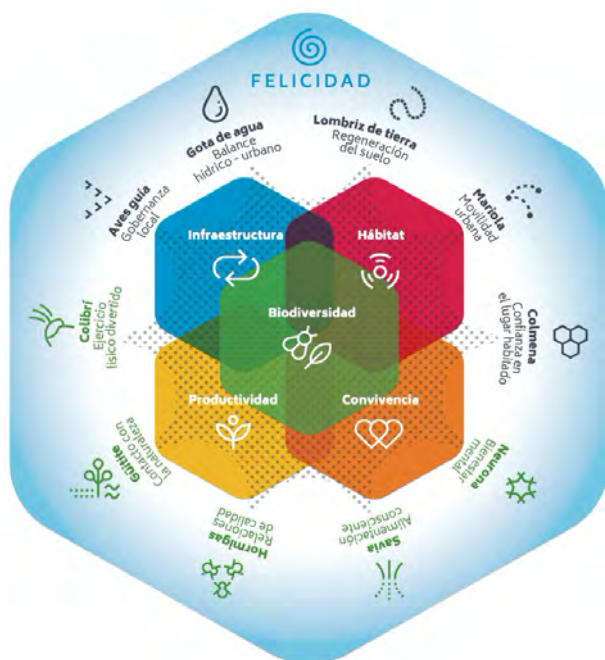 FELICIDAD
Gota de agua
Balance
hídrico - urbano
Lombriz de tierra
Regeneración
del suelo
Aves guía
Gobernanza
local
Mariola
Movilidad
urbana
Infraestructura
Hábitat
Colibrí
Ejercicio
físico divertido
Biodiversidad
Colmena
Confianza en
el lugar habitado
Productividad
Convivencia
Güitite
Contacto con
la naturaleza
Neurona
Bienestar
mental
Hormigas
Relaciones
de calidad
Savia
Alimentación
consciente